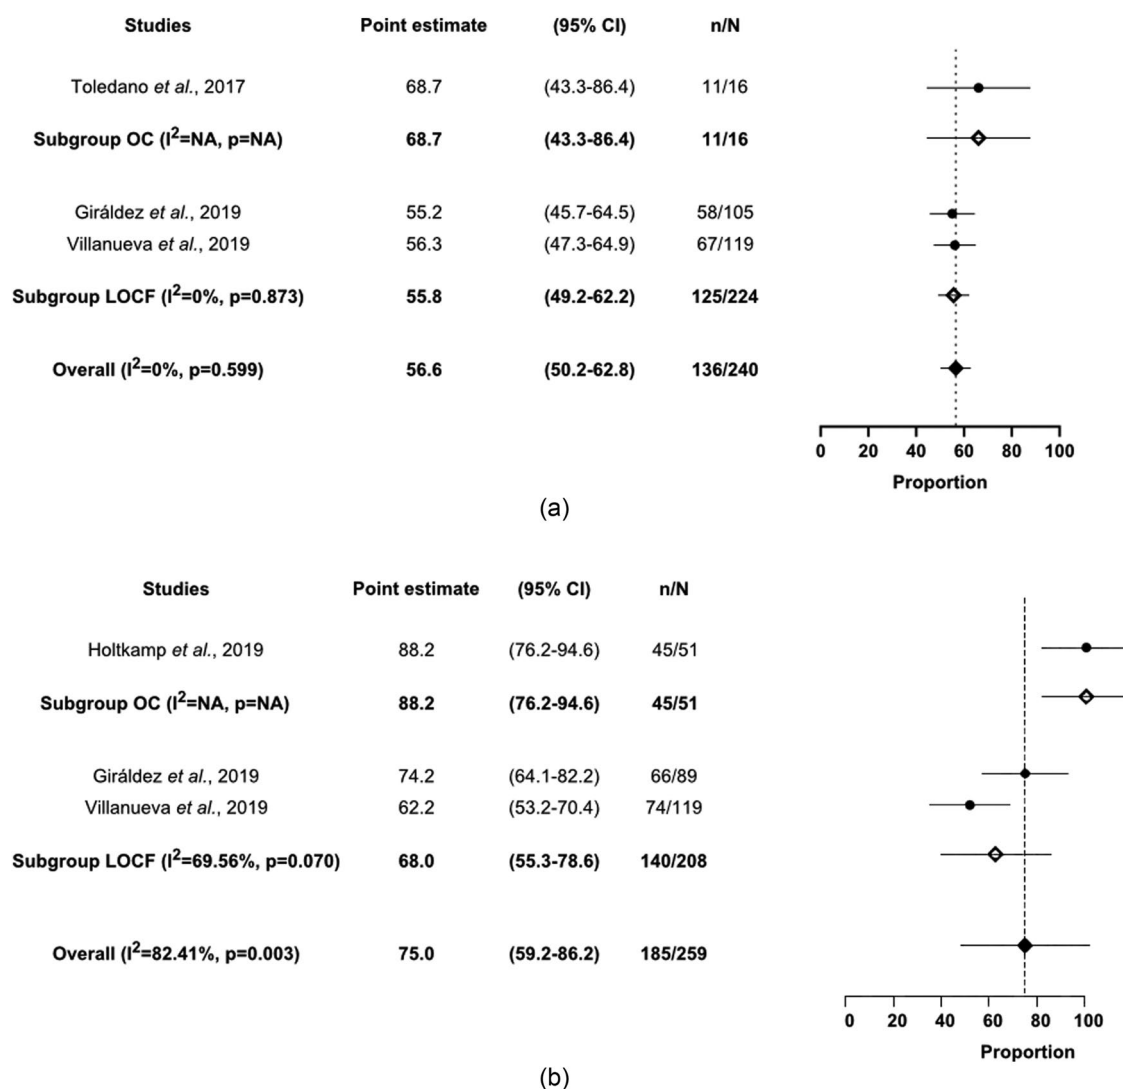 Studies Point estimate (95% CI) n/N
Toledano et al., 2017 68.7 (43.3-86.4) 11/16
Subgroup OC (I²=NA, p=NA) 68.7 (43.3-86.4) 11/16
Giráldez et al., 2019 55.2 (45.7-64.5) 58/105
Villanueva et al., 2019 56.3 (47.3-64.9) 67/119
Subgroup LOCF (I²=0%, p=0.873) 55.8 (49.2-62.2) 125/224
Overall (I²=0%, p=0.599) 56.6 (50.2-62.8) 136/240
0 20 40 60 80 100
Proportion
(a)
Studies Point estimate (95% CI) n/N
Holtkamp et al., 2019 88.2 (76.2-94.6) 45/51
Subgroup OC (I²=NA, p=NA) 88.2 (76.2-94.6) 45/51
Giráldez et al., 2019 74.2 (64.1-82.2) 66/89
Villanueva et al., 2019 62.2 (53.2-70.4) 74/119
Subgroup LOCF (I²=69.56%, p=0.070) 68.0 (55.3-78.6) 140/208
Overall (I²=82.41%, p=0.003) 75.0 (59.2-86.2) 185/259
0 20 40 60 80 100
Proportion
(b)